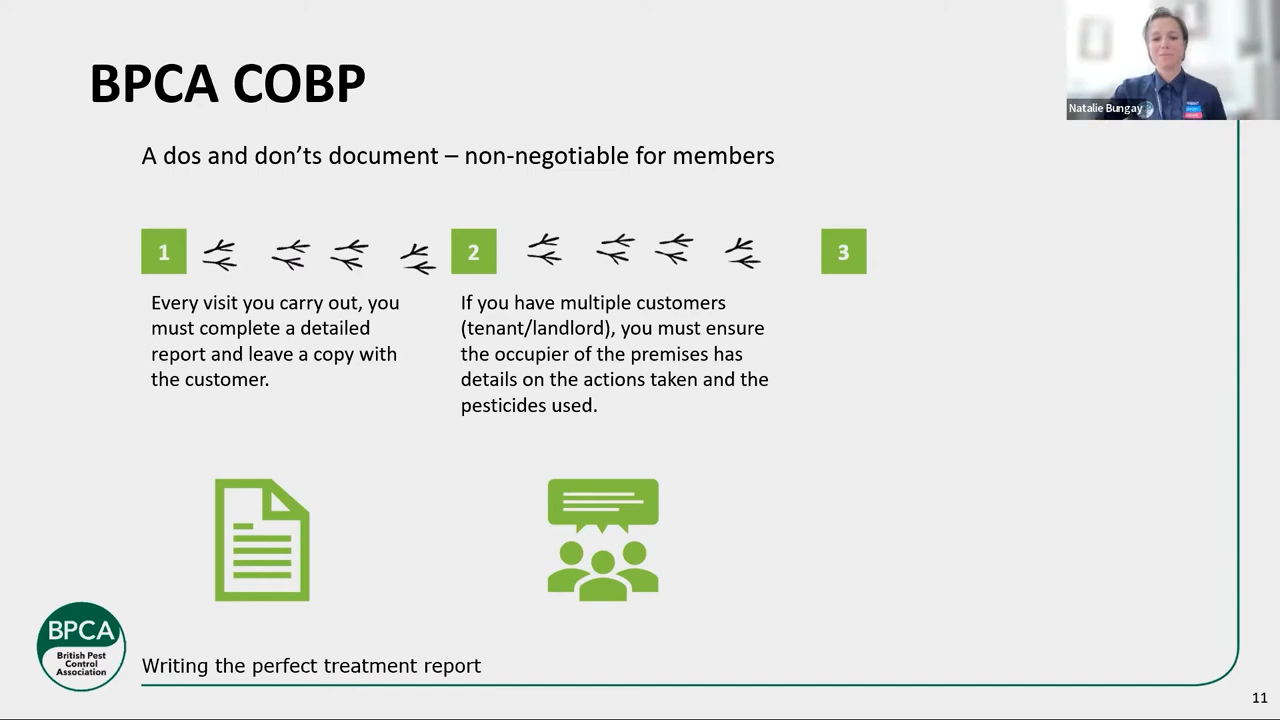 BPCA COBP
Natalie Bungay
A dos and don’ts document – non-negotiable for members
1
2
3
Every visit you carry out, you
must complete a detailed
report and leave a copy with
the customer.
If you have multiple customers
(tenant/landlord), you must ensure
the occupier of the premises has
details on the actions taken and the
pesticides used.
BPCA
British Pest
Control
Association
Writing the perfect treatment report
11